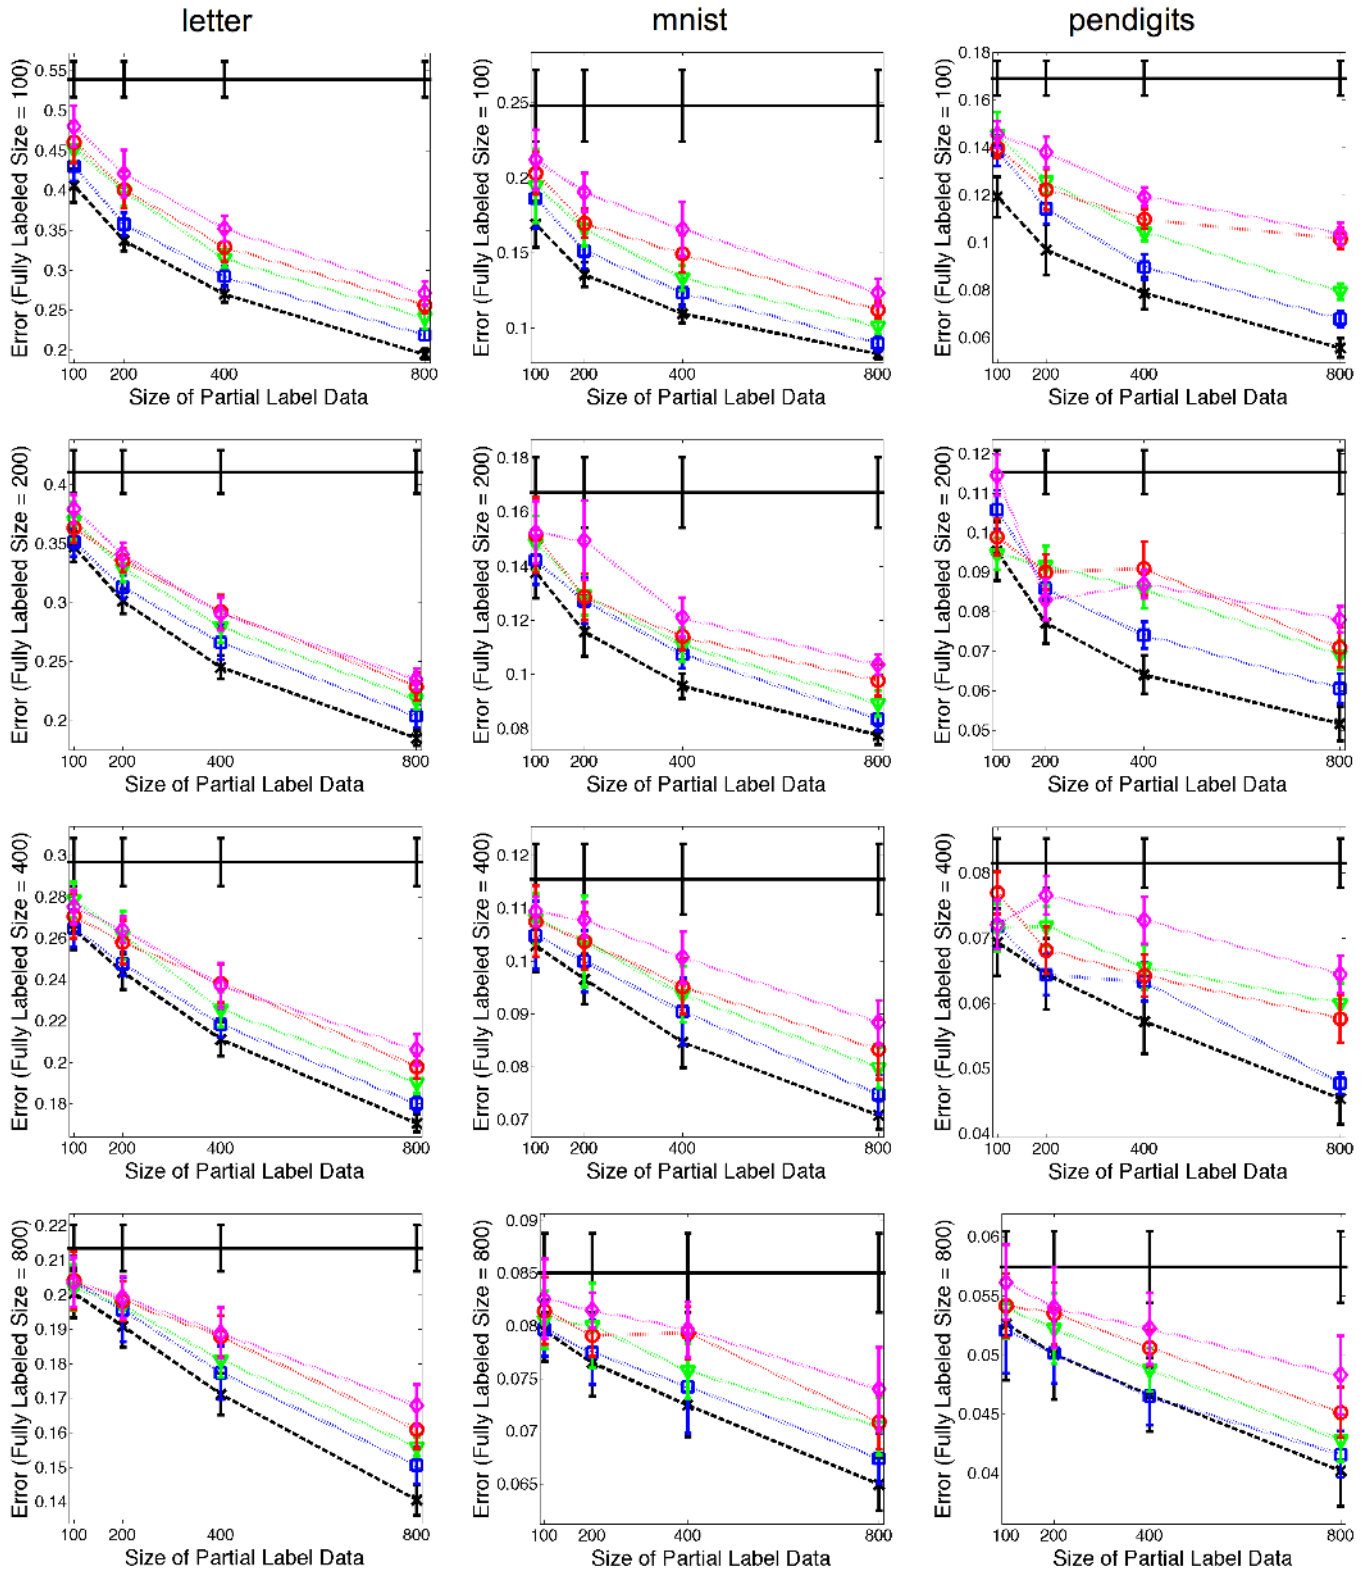 letter mnist pendigits
Error (Fully Labeled Size = 100)
0.55
0.5
0.45
0.4
0.35
0.3
0.25
0.2
100 200 400 800
Size of Partial Label Data
Error (Fully Labeled Size = 100)
0.25
0.2
0.15
0.1
100 200 400 800
Size of Partial Label Data
Error (Fully Labeled Size = 100)
0.18
0.16
0.14
0.12
0.1
0.08
0.06
100 200 400 800
Size of Partial Label Data
Error (Fully Labeled Size = 200)
0.4
0.35
0.3
0.25
0.2
100 200 400 800
Size of Partial Label Data
Error (Fully Labeled Size = 200)
0.18
0.16
0.14
0.12
0.1
0.08
100 200 400 800
Size of Partial Label Data
Error (Fully Labeled Size = 200)
0.12
0.11
0.1
0.09
0.08
0.07
0.06
0.05
100 200 400 800
Size of Partial Label Data
Error (Fully Labeled Size = 400)
0.3
0.28
0.26
0.24
0.22
0.2
0.18
100 200 400 800
Size of Partial Label Data
Error (Fully Labeled Size = 400)
0.12
0.11
0.1
0.09
0.08
0.07
100 200 400 800
Size of Partial Label Data
Error (Fully Labeled Size = 400)
0.08
0.07
0.06
0.05
0.04
100 200 400 800
Size of Partial Label Data
Error (Fully Labeled Size = 800)
0.22
0.21
0.2
0.19
0.18
0.17
0.16
0.15
0.14
100 200 400 800
Size of Partial Label Data
Error (Fully Labeled Size = 800)
0.09
0.085
0.08
0.075
0.07
0.065
100 200 400 800
Size of Partial Label Data
Error (Fully Labeled Size = 800)
0.06
0.055
0.05
0.045
0.04
100 200 400 800
Size of Partial Label Data